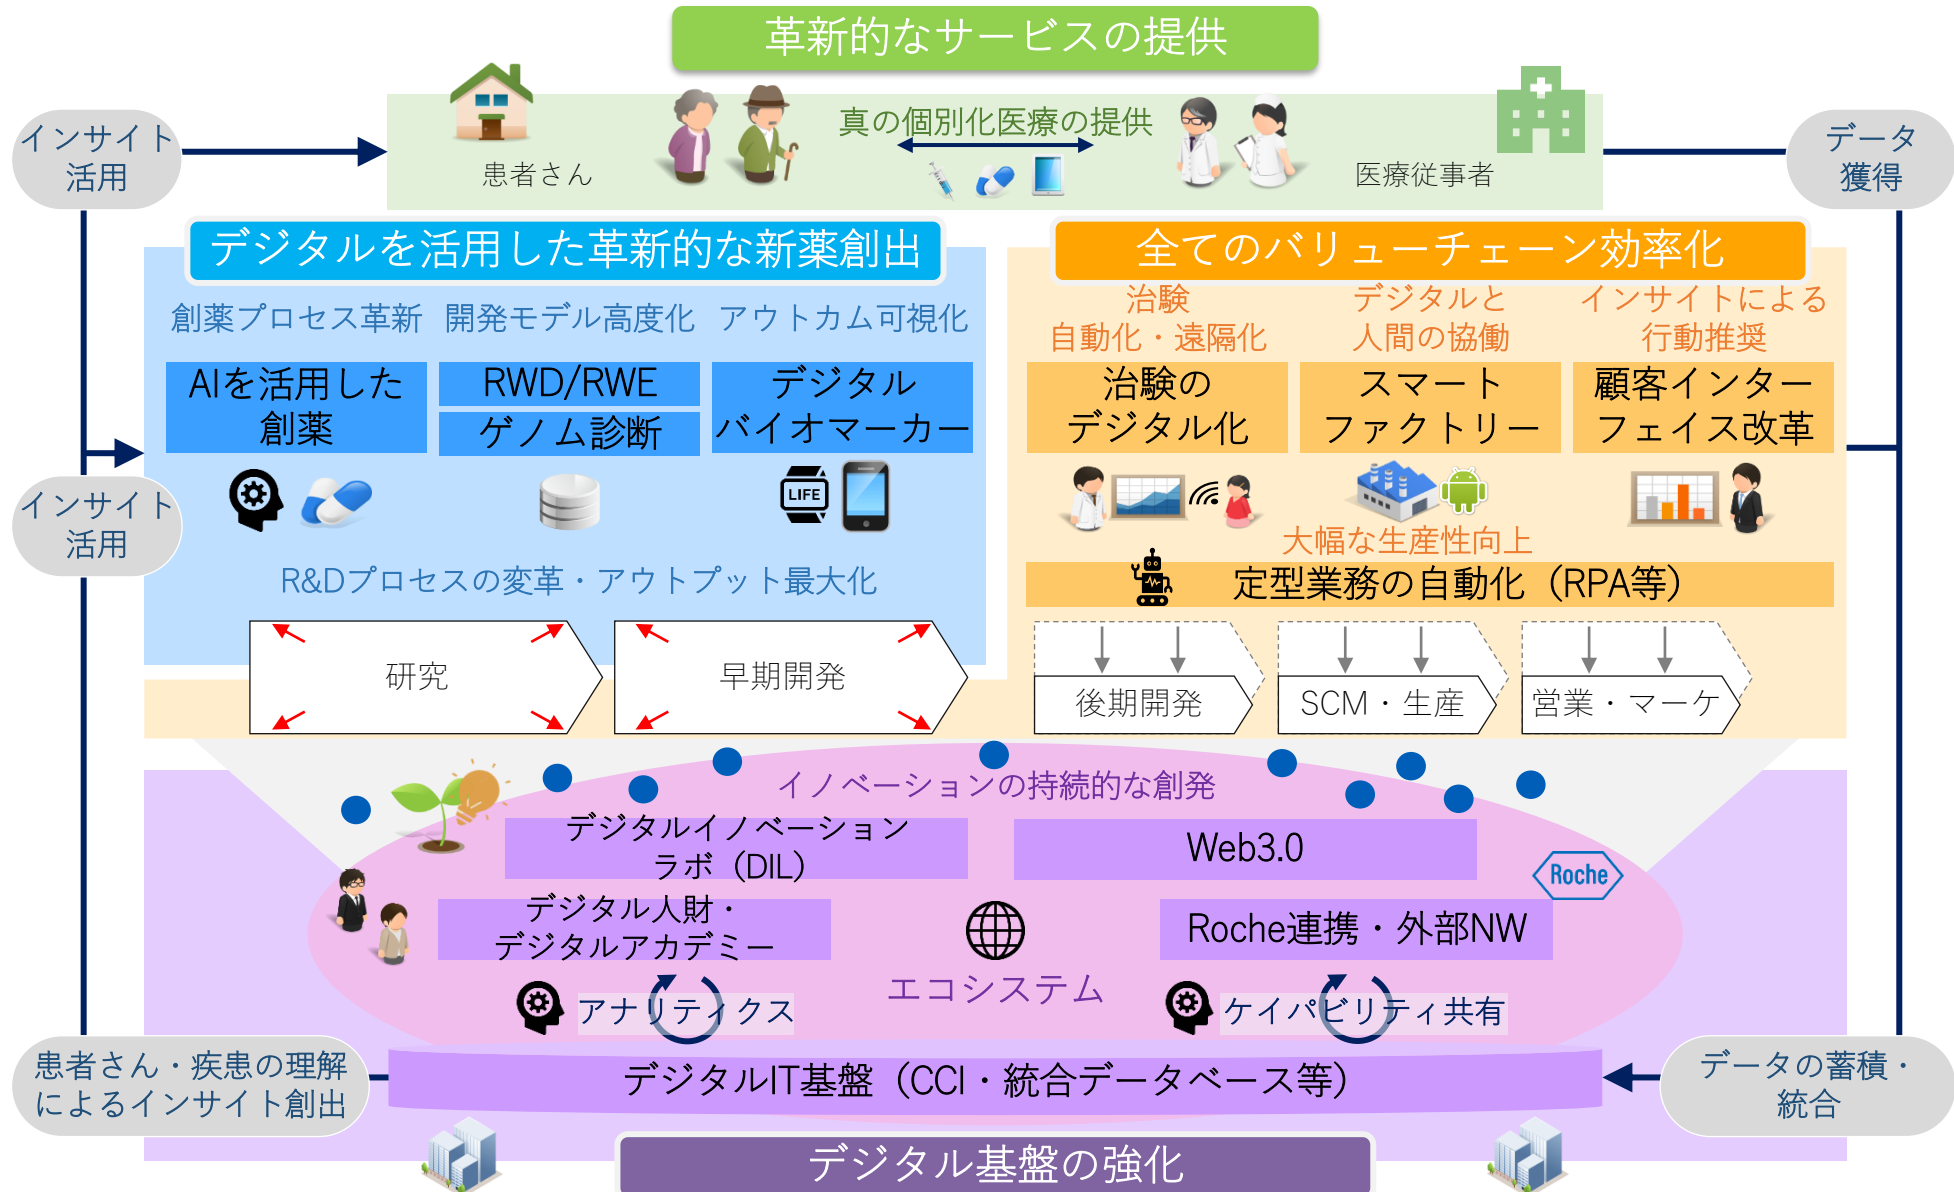 革新的なサービスの提供
インサイト
活用
患者さん
真の個別化医療の提供
医療従事者
データ
獲得
デジタルを活用した革新的な新薬創出
創薬プロセス革新
開発モデル高度化
アウトカム可視化
AIを活用した
創薬
RWD/RWE
ゲノム診断
デジタル
バイオマーカー
LIFE
R&Dプロセスの変革・アウトプット最大化
インサイト
活用
全てのバリューチェーン効率化
治験
自動化・遠隔化
デジタルと
人間の協働
インサイトによる
行動推奨
治験の
デジタル化
スマート
ファクトリー
顧客インター
フェイス改革
大幅な生産性向上
定型業務の自動化（RPA等）
研究
早期開発
後期開発
SCM・生産
営業・マーケ
イノベーションの持続的な創発
デジタルイノベーション
ラボ（DIL）
Web3.0
Roche
デジタル人財・
デジタルアカデミー
Roche連携・外部NW
エコシステム
アナリティクス
ケイパビリティ共有
患者さん・疾患の理解
によるインサイト創出
デジタルIT基盤（CCI・統合データベース等）
データの蓄積・
統合
デジタル基盤の強化